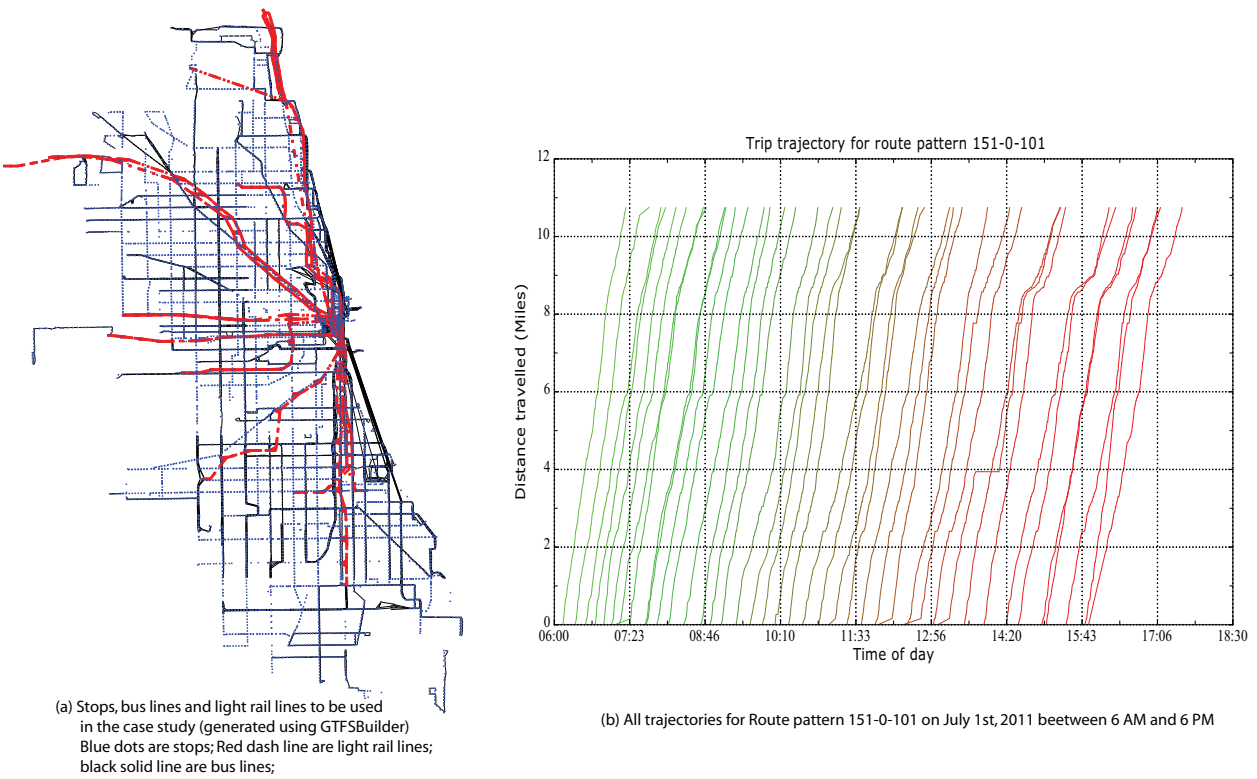 Trip trajectory for route pattern 151-0-101
12
10
8
6
4
2
0
Distance travelled (Miles)
06:00 07:23 08:46 10:10 11:33 12:56 14:20 15:43 17:06 18:30
Time of day
(a) Stops, bus lines and light rail lines to be used
in the case study (generated using GTFSBuilder)
Blue dots are stops; Red dash line are light rail lines;
black solid line are bus lines;
(b) All trajectories for Route pattern 151-0-101 on July 1st, 2011 beetween 6 AM and 6 PM